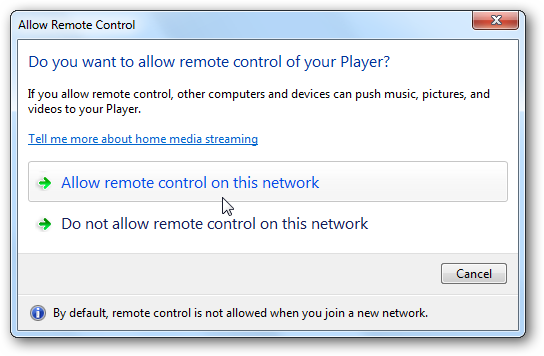 Allow Remote Control
Do you want to allow remote control of your Player?
If you allow remote control, other computers and devices can push music, pictures, and
videos to your Player.
Tell me more about home media streaming
Allow remote control on this network
Do not allow remote control on this network
Cancel
By default, remote control is not allowed when you join a new network.